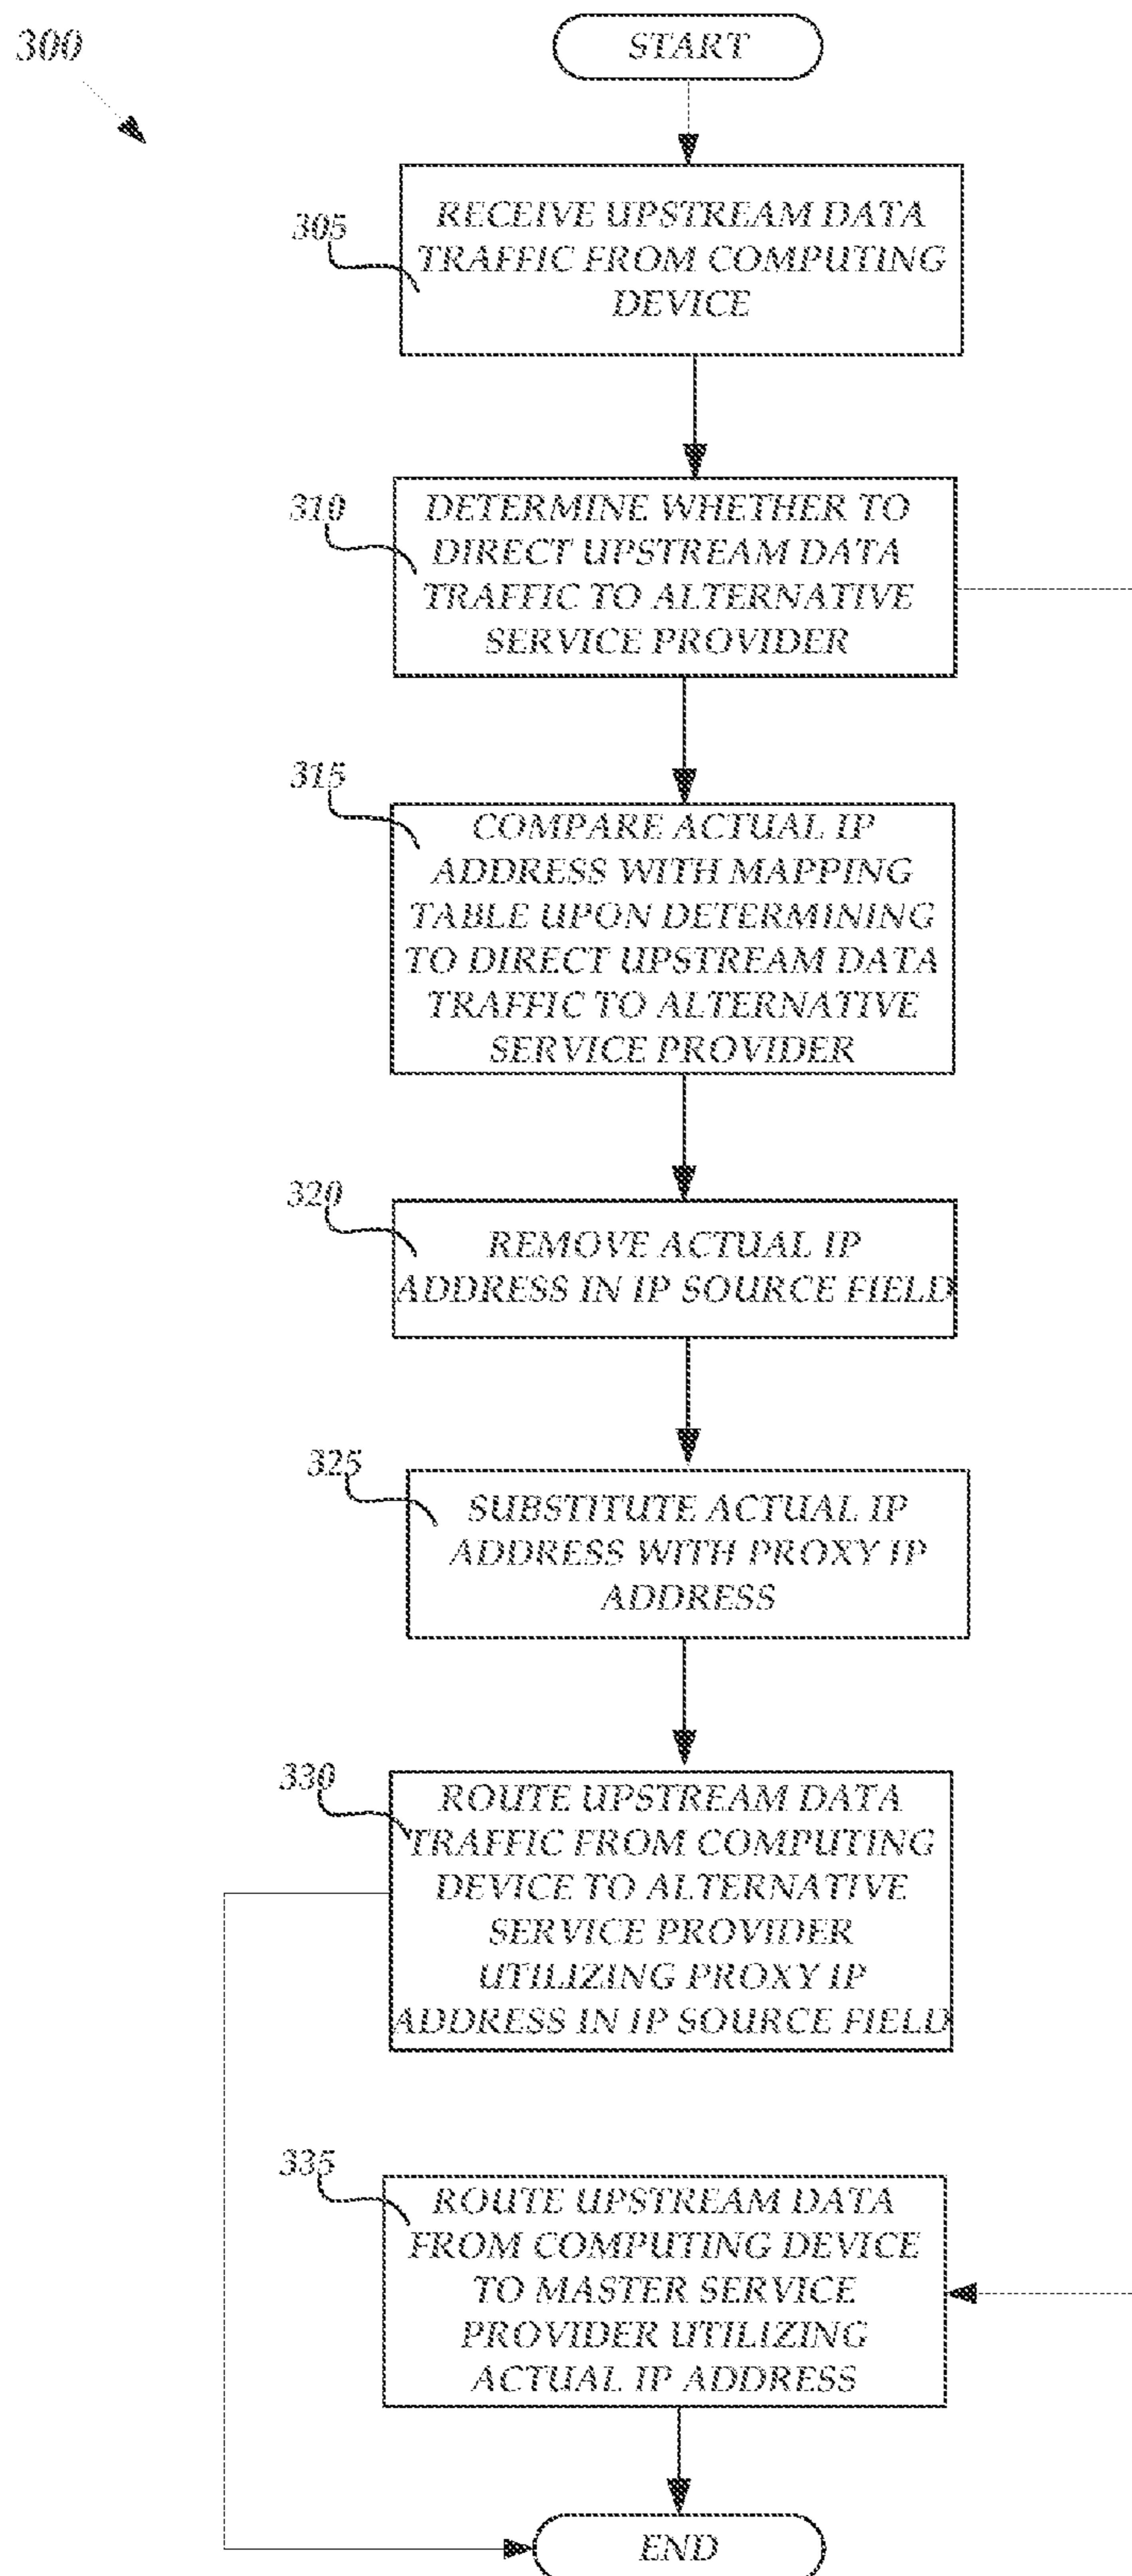 300
START
305
RECEIVE UPSTREAM DATA
TRAFFIC FROM COMPUTING
DEVICE
310
DETERMINE WHETHER TO
DIRECT UPSTREAM DATA
TRAFFIC TO ALTERNATIVE
SERVICE PROVIDER
315
COMPARE ACTUAL IP
ADDRESS WITH MAPPING
TABLE UPON DETERMINING
TO DIRECT UPSTREAM DATA
TRAFFIC TO ALTERNATIVE
SERVICE PROVIDER
320
REMOVE ACTUAL IP
ADDRESS IN IP SOURCE FIELD
325
SUBSTITUTE ACTUAL IP
ADDRESS WITH PROXY IP
ADDRESS
330
ROUTE UPSTREAM DATA
TRAFFIC FROM COMPUTING
DEVICE TO ALTERNATIVE
SERVICE PROVIDER
UTILIZING PROXY IP
ADDRESS IN IP SOURCE FIELD
335
ROUTE UPSTREAM DATA
FROM COMPUTING DEVICE
TO MASTER SERVICE
PROVIDER UTILIZING
ACTUAL IP ADDRESS
END